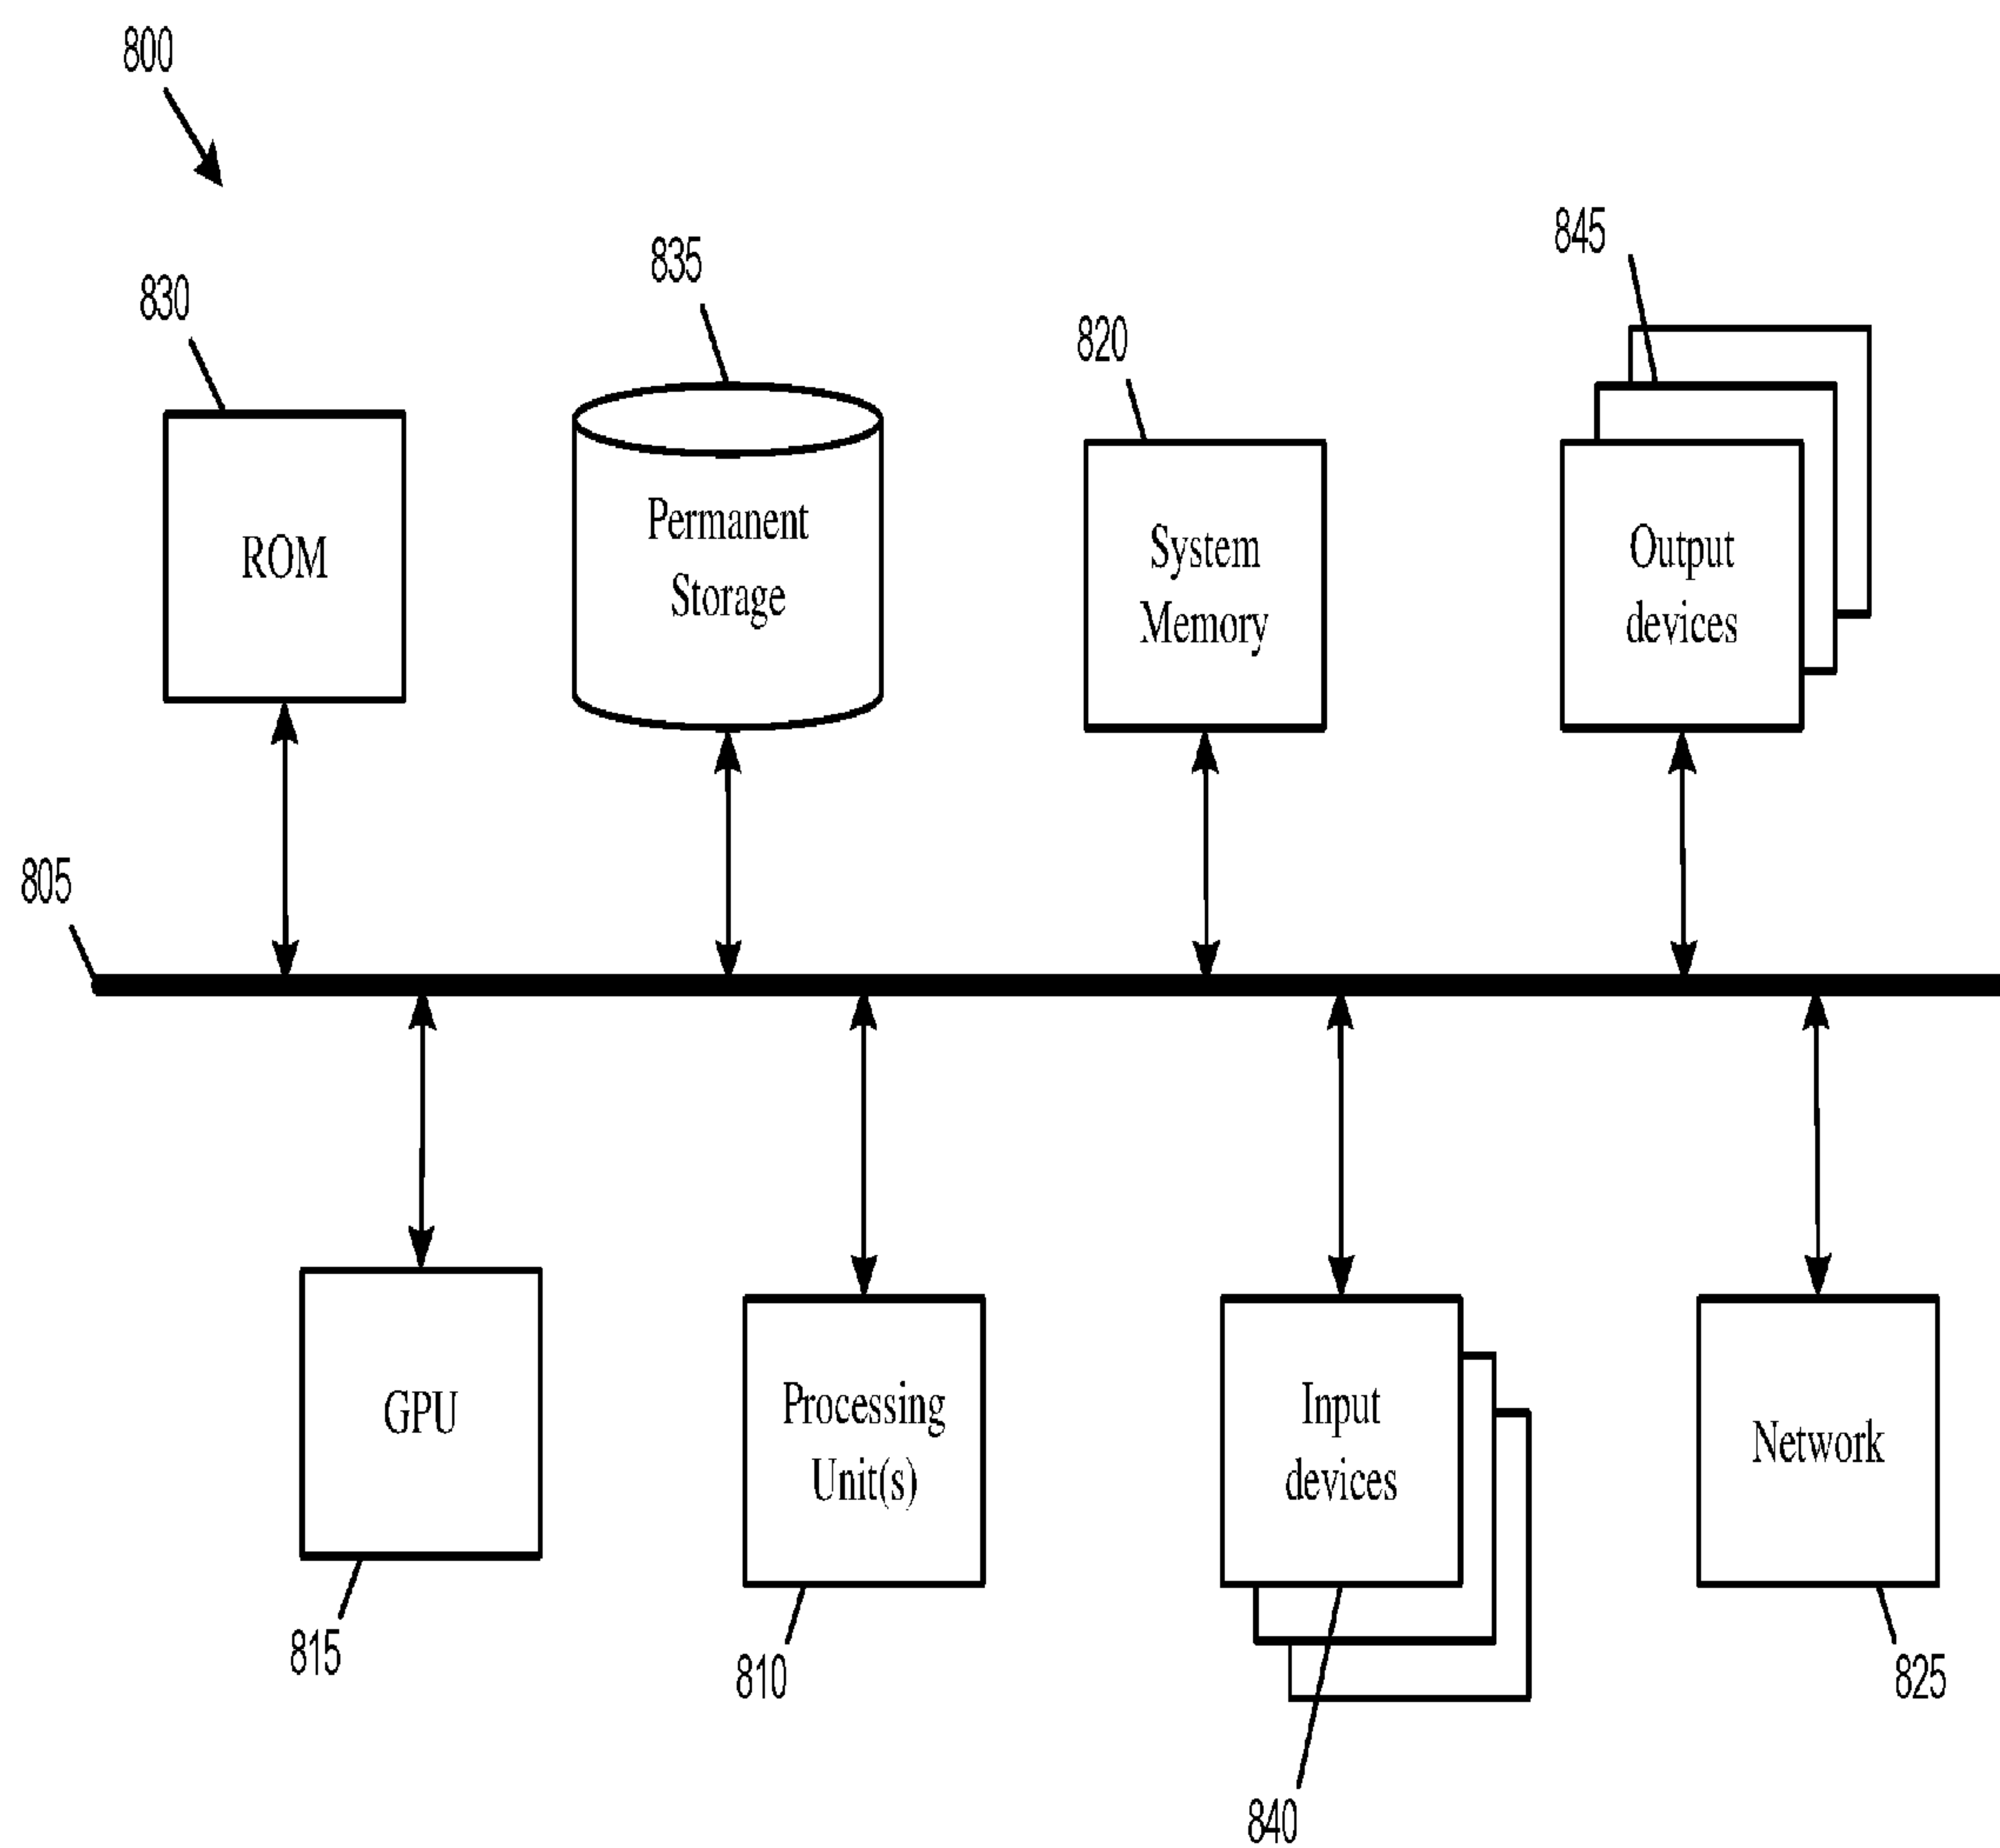 800
845
835
830
820
Permanent
Storage
ROM
System
Memory
Output
devices
805
GPU
Processing
Unit(s)
Input
devices
Network
815
810
825
840